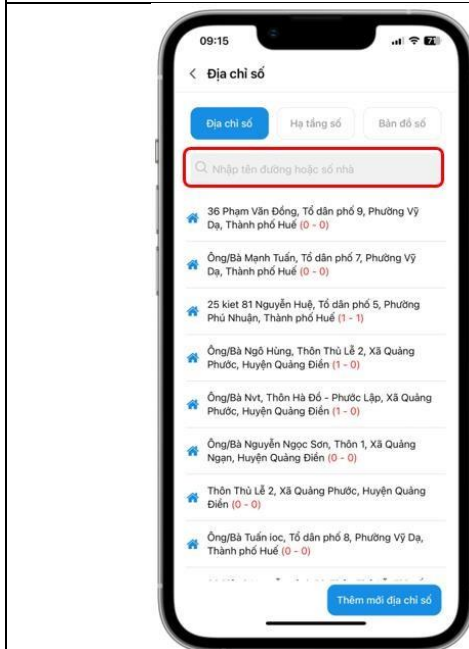 09:15
71
Địa chỉ số
Địa chỉ số
Hạ tầng số
Bản đồ số
Nhập tên đường hoặc số nhà
36 Phạm Văn Đồng, Tổ dân phố 9, Phường Vỹ
Dạ, Thành phố Huế (0 - 0)
Ông/Bà Mạnh Tuấn, Tổ dân phố 7, Phường Vỹ
Dạ, Thành phố Huế (0 - 0)
25 kiet 81 Nguyễn Huệ, Tổ dân phố 5, Phường
Phú Nhuận, Thành phố Huế (1 - 1)
Ông/Bà Ngô Hùng, Thôn Thủ Lễ 2, Xã Quảng
Phước, Huyện Quảng Điền (1 - 0)
Ông/Bà Nvt, Thôn Hà Đồ - Phước Lập, Xã Quảng
Phước, Huyện Quảng Điền (1 - 0)
Ông/Bà Nguyễn Ngọc Sơn, Thôn 1, Xã Quảng
Ngạn, Huyện Quảng Điền (0 - 0)
Thôn Thủ Lễ 2, Xã Quảng Phước, Huyện Quảng
Điền (0 - 0)
Ông/Bà Tuấn ioc, Tổ dân phố 8, Phường Vỹ Dạ,
Thành phố Huế (0 - 0)
Thêm mới địa chỉ số